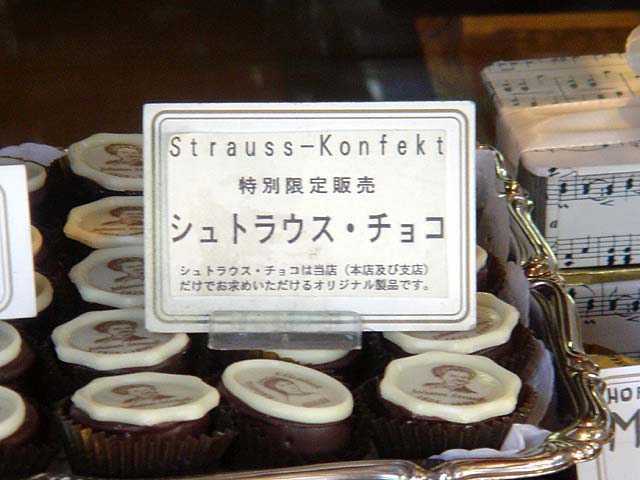 Strauss-Konfekt
特別限定販売
シュトラウス・チョコ
シュトラウス・チョコは当店（本店及び支店）
だけでお求めいただけるオリジナル製品です。
HO
M